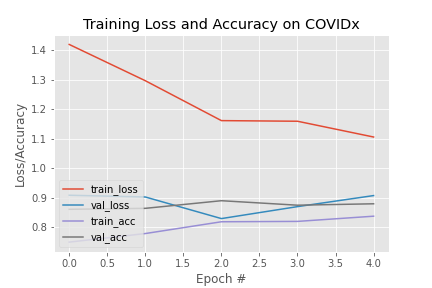 Training Loss and Accuracy on COVIDx
Loss/Accuracy
1.4
1.3
1.2
1.1
1.0
0.9
0.8
train_loss
val_loss
train_acc
val_acc
0.0 0.5 1.0 1.5 2.0 2.5 3.0 3.5 4.0
Epoch #